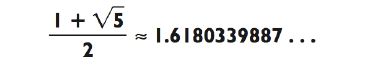 (1 + √5) / 2 ≈ 1.6180339887 . . .